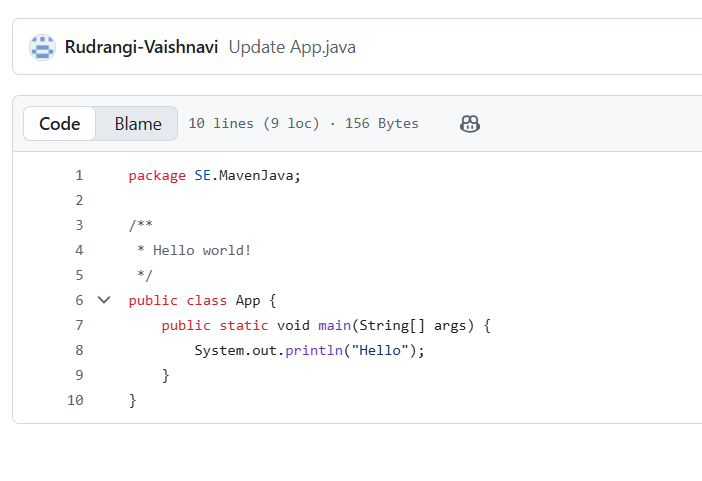 Rudrangi-Vaishnavi Update App.java
Code Blame 10 lines (9 loc) · 156 Bytes
1 package SE.MavenJava;
2
3 /**
4  * Hello world!
5  */
6 public class App {
7     public static void main(String[] args) {
8         System.out.println("Hello");
9     }
10 }